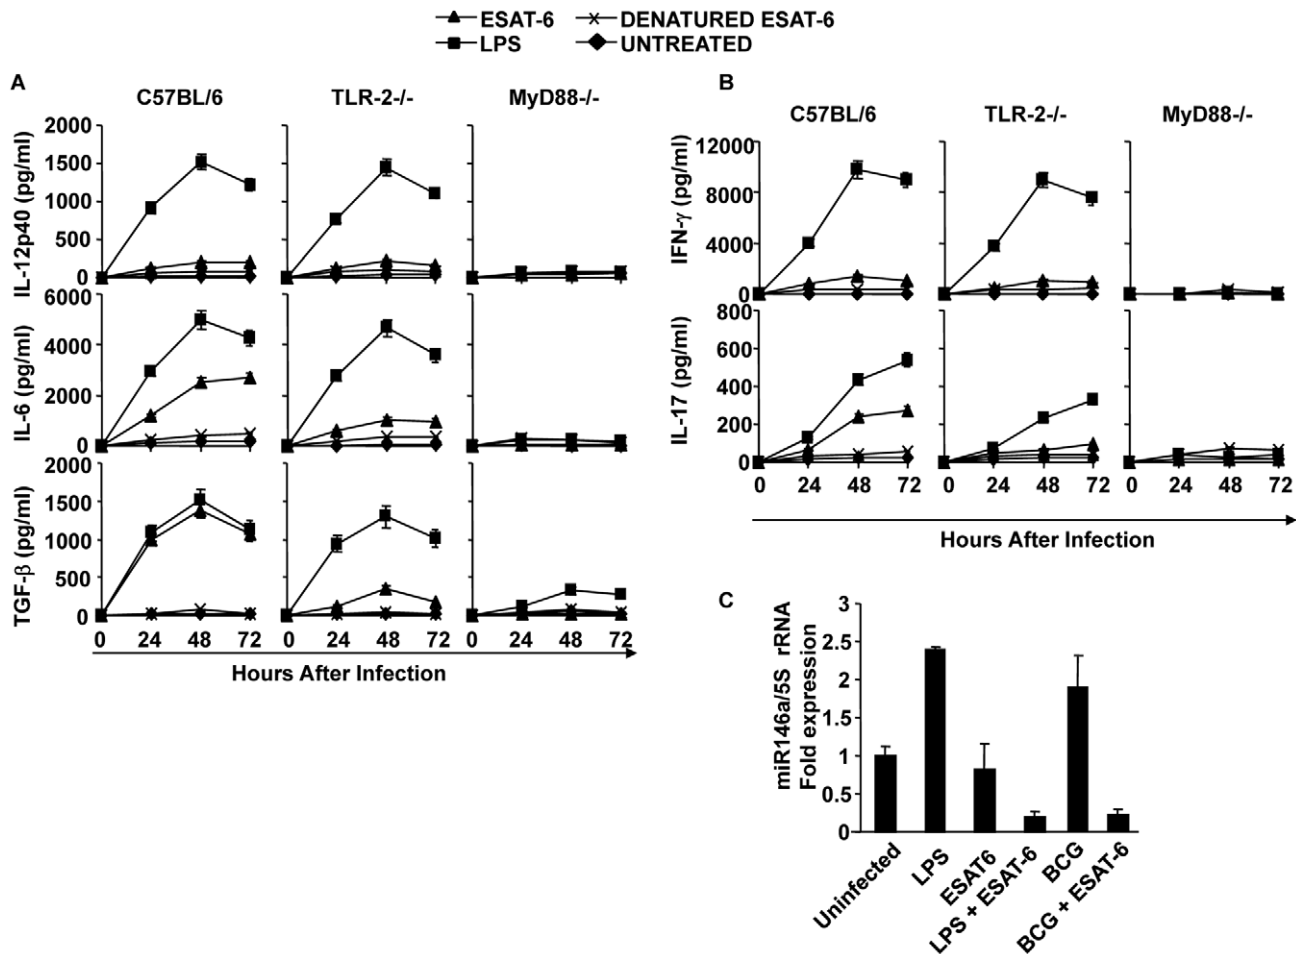 ESAT-6 DENATURED ESAT-6
LPS UNTREATED
A
C57BL/6 TLR-2-/- MyD88-/-
IL-12p40 (pg/ml)
2000
1500
1000
500
0
IL-6 (pg/ml)
6000
4000
2000
0
TGF-β (pg/ml)
2000
1500
1000
500
0
0 24 48 72 0 24 48 72 0 24 48 72
Hours After Infection
B
C57BL/6 TLR-2-/- MyD88-/-
IFN-γ (pg/ml)
12000
8000
4000
0
IL-17 (pg/ml)
800
600
400
200
0
0 24 48 72 0 24 48 72 0 24 48 72
Hours After Infection
C
miR146a/5S rRNA
Fold expression
3
2.5
2
1
0.5
0
Uninfected
LPS
ESAT6
LPS + ESAT-6
BCG
BCG + ESAT-6